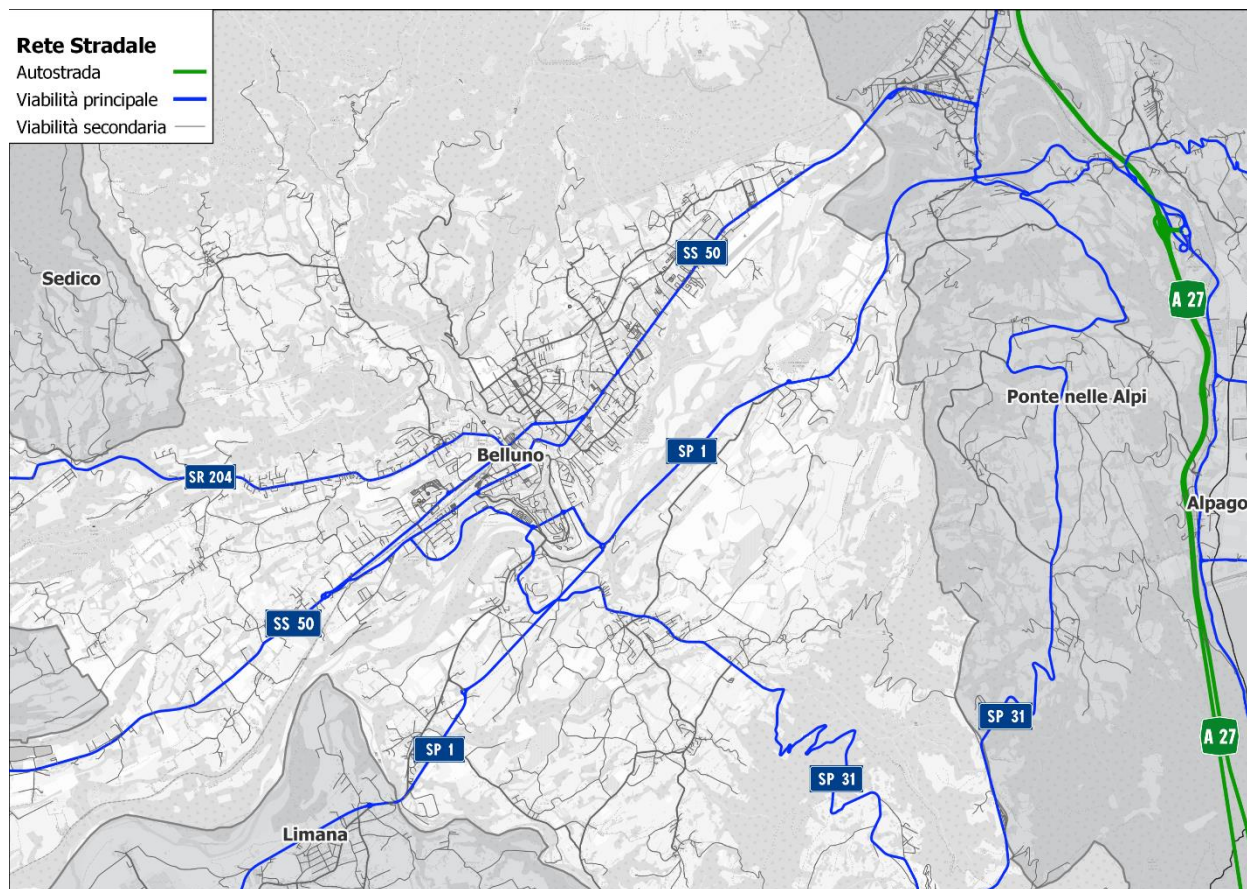 Rete Stradale
Autostrada
Viabilità principale
Viabilità secondaria
SS 50
Sedico
A 27
Ponte nelle Alpi
SP 1
Belluno
SR 204
Alpago
SS 50
SP 31
A 27
SP 1
SP 31
Limana